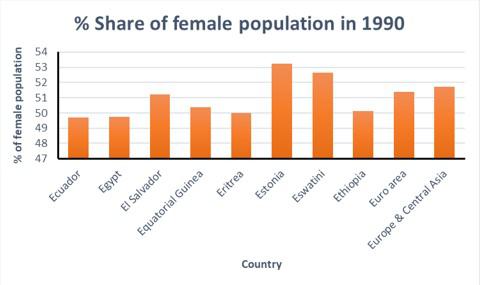 % Share of female population in 1990
% of female population
54
53
52
51
50
49
48
47
Ecuador
Egypt
El Salvador
Equatorial Guinea
Eritrea
Estonia
Eswatini
Ethiopia
Euro area
Europe & Central Asia
Country